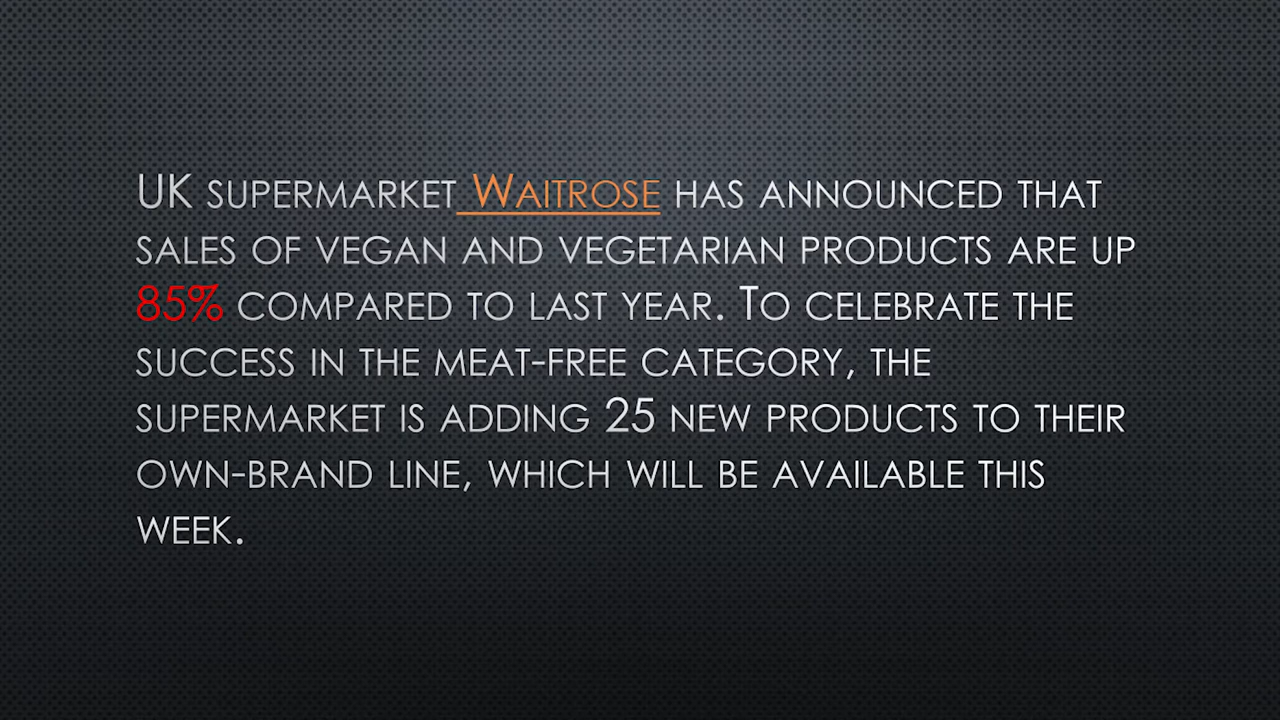 UK supermarket Waitrose has announced that
sales of vegan and vegetarian products are up
85% compared to last year. To celebrate the
success in the meat-free category, the
supermarket is adding 25 new products to their
own-brand line, which will be available this
week.